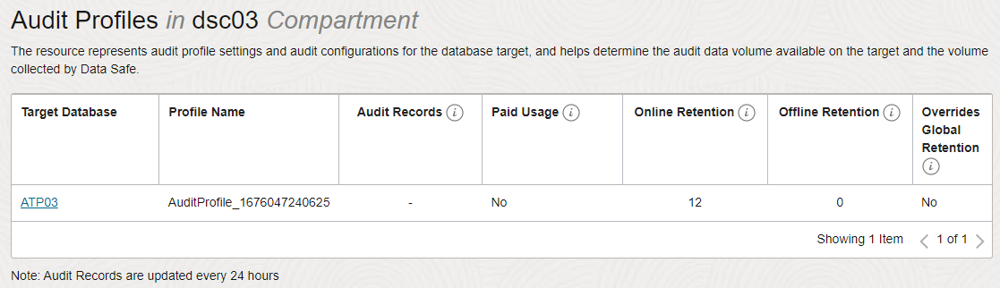 Audit Profiles in dsc03 Compartment
The resource represents audit profile settings and audit configurations for the database target, and helps determine the audit data volume available on the target and the volume
collected by Data Safe.
Target Database Profile Name Audit Records i Paid Usage i Online Retention i Offline Retention i Overrides
Global
Retention
i
ATP03 AuditProfile_1676047240625 - No 12 0 No
Showing 1 Item < 1 of 1 >
Note: Audit Records are updated every 24 hours